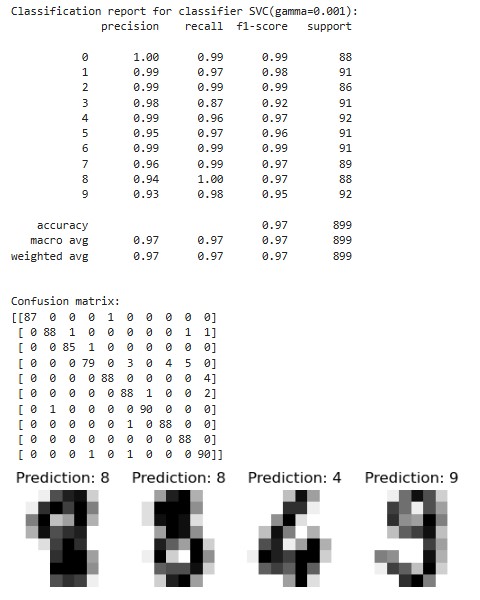 Classification report for classifier SVC(gamma=0.001):
precision recall f1-score support
0 1.00 0.99 0.99 88
1 0.99 0.97 0.98 91
2 0.99 0.99 0.99 86
3 0.98 0.87 0.92 91
4 0.99 0.96 0.97 92
5 0.95 0.97 0.96 91
6 0.99 0.99 0.99 91
7 0.96 0.99 0.97 89
8 0.94 1.00 0.97 88
9 0.93 0.98 0.95 92
accuracy 0.97 899
macro avg 0.97 0.97 0.97 899
weighted avg 0.97 0.97 0.97 899
Confusion matrix:
[[87 0 0 0 1 0 0 0 0 0]
[ 0 88 1 0 0 0 0 0 1 1]
[ 0 0 85 1 0 0 0 0 0 0]
[ 0 0 0 79 0 3 0 4 5 0]
[ 0 0 0 0 88 0 0 0 0 4]
[ 0 0 0 0 0 88 1 0 0 2]
[ 0 1 0 0 0 0 90 0 0 0]
[ 0 0 0 0 0 1 0 88 0 0]
[ 0 0 0 0 0 0 0 0 88 0]
[ 0 0 0 1 0 1 0 0 0 90]]
Prediction: 8 Prediction: 8 Prediction: 4 Prediction: 9